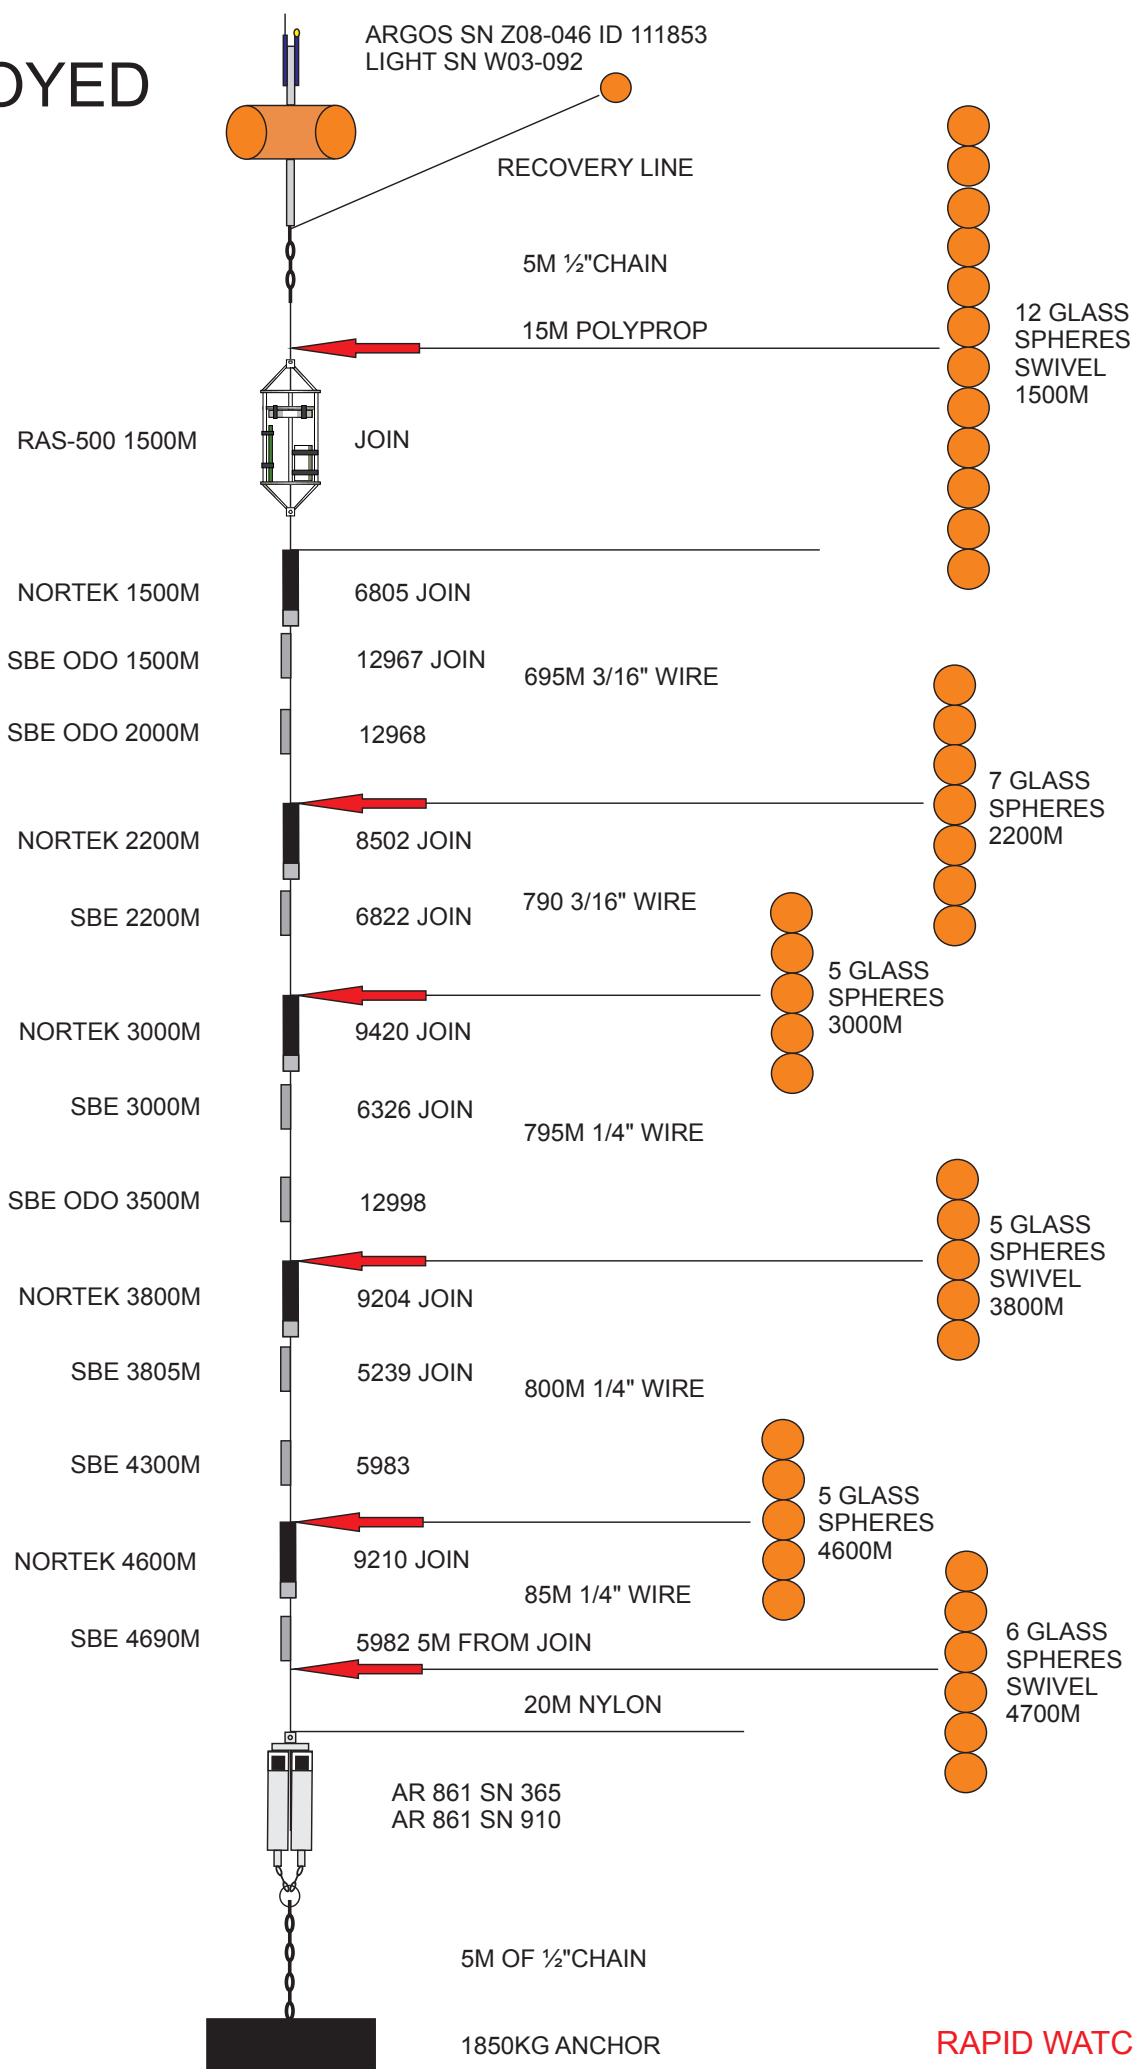 ARGOS SN Z08-046 ID 111853
LIGHT SN W03-092
OYED
RECOVERY LINE
5M ½"CHAIN
15M POLYPROP
12 GLASS
SPHERES
SWIVEL
1500M
RAS-500 1500M
JOIN
NORTEK 1500M
6805 JOIN
SBE ODO 1500M
12967 JOIN
695M 3/16" WIRE
SBE ODO 2000M
12968
7 GLASS
SPHERES
2200M
NORTEK 2200M
8502 JOIN
SBE 2200M
6822 JOIN
790 3/16" WIRE
5 GLASS
SPHERES
3000M
NORTEK 3000M
9420 JOIN
SBE 3000M
6326 JOIN
795M 1/4" WIRE
SBE ODO 3500M
12998
5 GLASS
SPHERES
SWIVEL
3800M
NORTEK 3800M
9204 JOIN
SBE 3805M
5239 JOIN
800M 1/4" WIRE
SBE 4300M
5983
5 GLASS
SPHERES
4600M
NORTEK 4600M
9210 JOIN
85M 1/4" WIRE
SBE 4690M
5982 5M FROM JOIN
6 GLASS
SPHERES
SWIVEL
4700M
20M NYLON
AR 861 SN 365
AR 861 SN 910
5M OF ½"CHAIN
1850KG ANCHOR
RAPID WATC